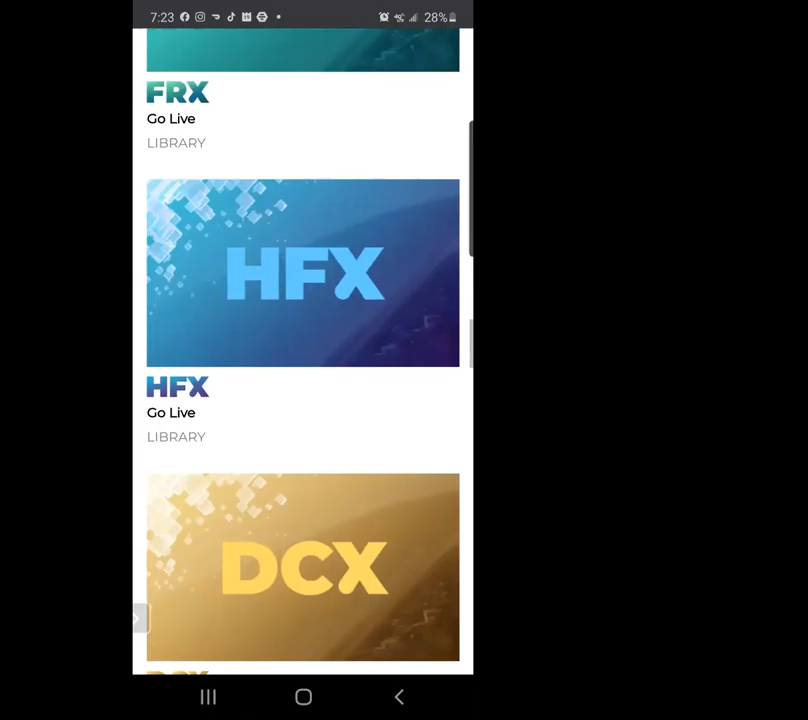 7:23
28%
FRX
Go Live
LIBRARY
HFX
HFX
Go Live
LIBRARY
DCX